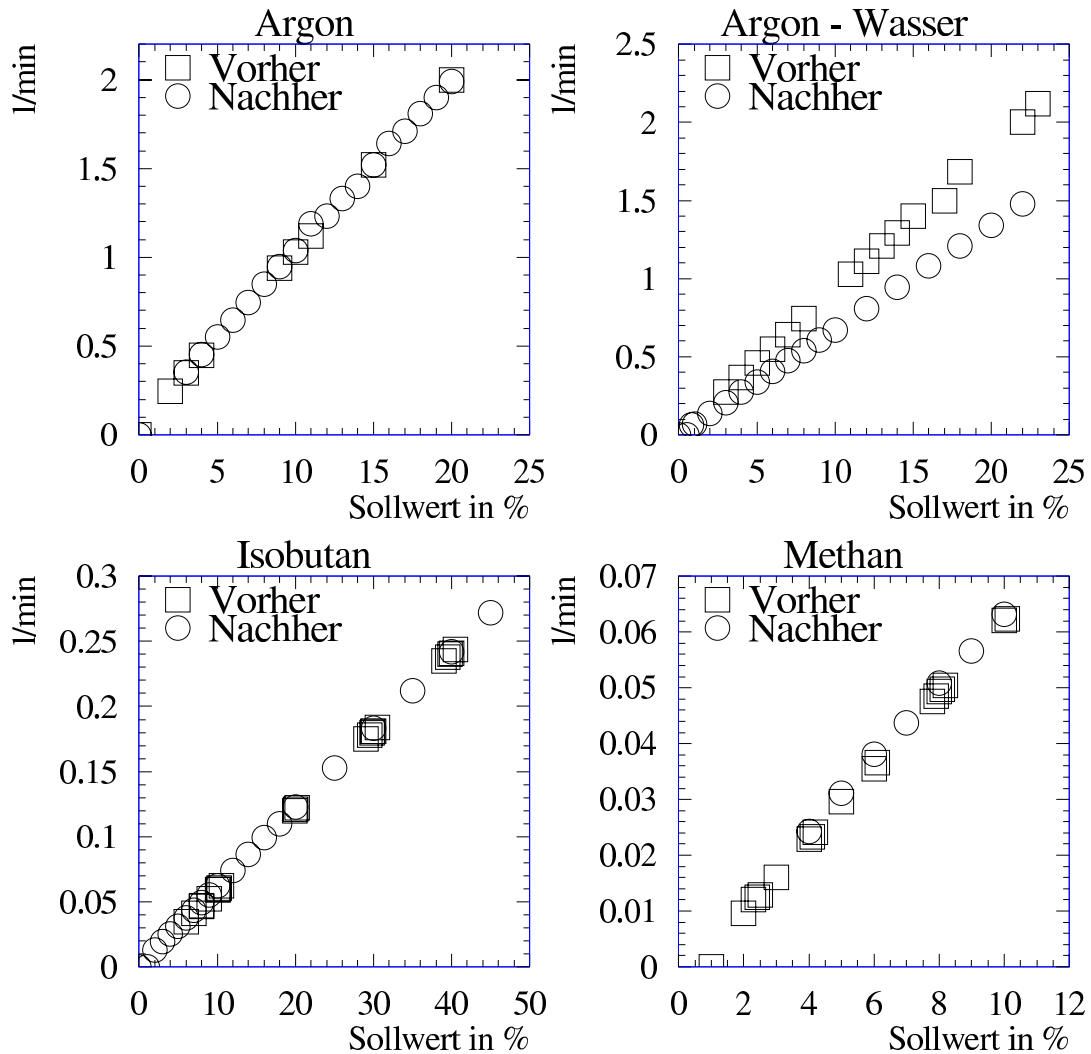 Argon
l/min
Vorher
Nachher
2
1.5
1
0.5
0
0 5 10 15 20 25
Sollwert in %
Argon - Wasser
l/min
Vorher
Nachher
2.5
2
1.5
1
0.5
0
0 5 10 15 20 25
Sollwert in %
Isobutan
l/min
Vorher
Nachher
0.3
0.25
0.2
0.15
0.1
0.05
0
0 10 20 30 40 50
Sollwert in %
Methan
l/min
Vorher
Nachher
0.07
0.06
0.05
0.04
0.03
0.02
0.01
0
0 2 4 6 8 10 12
Sollwert in %